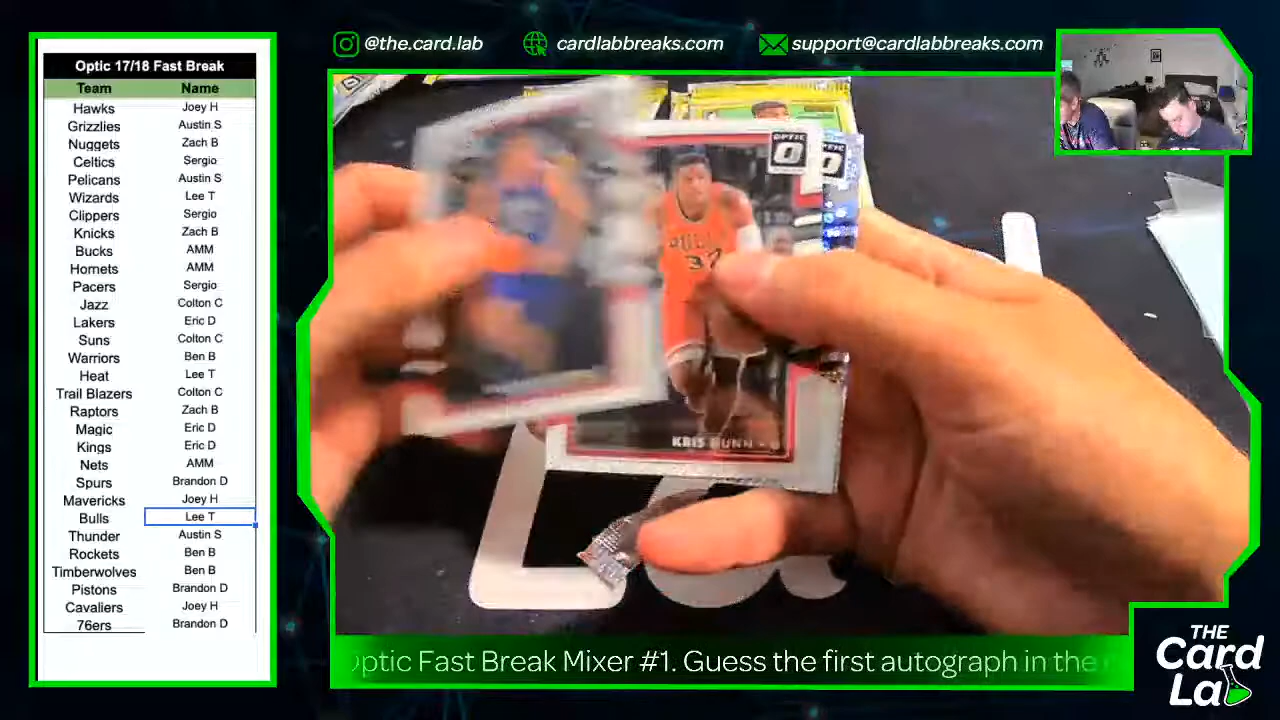 @the.card.lab
cardlabbreaks.com
support@cardlabbreaks.com
Optic 17/18 Fast Break
Team Name
Hawks Joey H
Grizzlies Austin S
Nuggets Zach B
Celtics Sergio
Pelicans Austin S
Wizards Lee T
Clippers Sergio
Knicks Zach B
Bucks AMM
Hornets AMM
Pacers Sergio
Jazz Colton C
Lakers Eric D
Suns Colton C
Warriors Ben B
Heat Lee T
Trail Blazers Colton C
Raptors Zach B
Magic Eric D
Kings Eric D
Nets AMM
Spurs Brandon D
Mavericks Joey H
Bulls Lee T
Thunder Austin S
Rockets Ben B
Timberwolves Ben B
Pistons Brandon D
Cavaliers Joey H
76ers Brandon D
OPTIC
KRIS DUNN
Optic Fast Break Mixer #1. Guess the first autograph in the
THE
Card
Lab